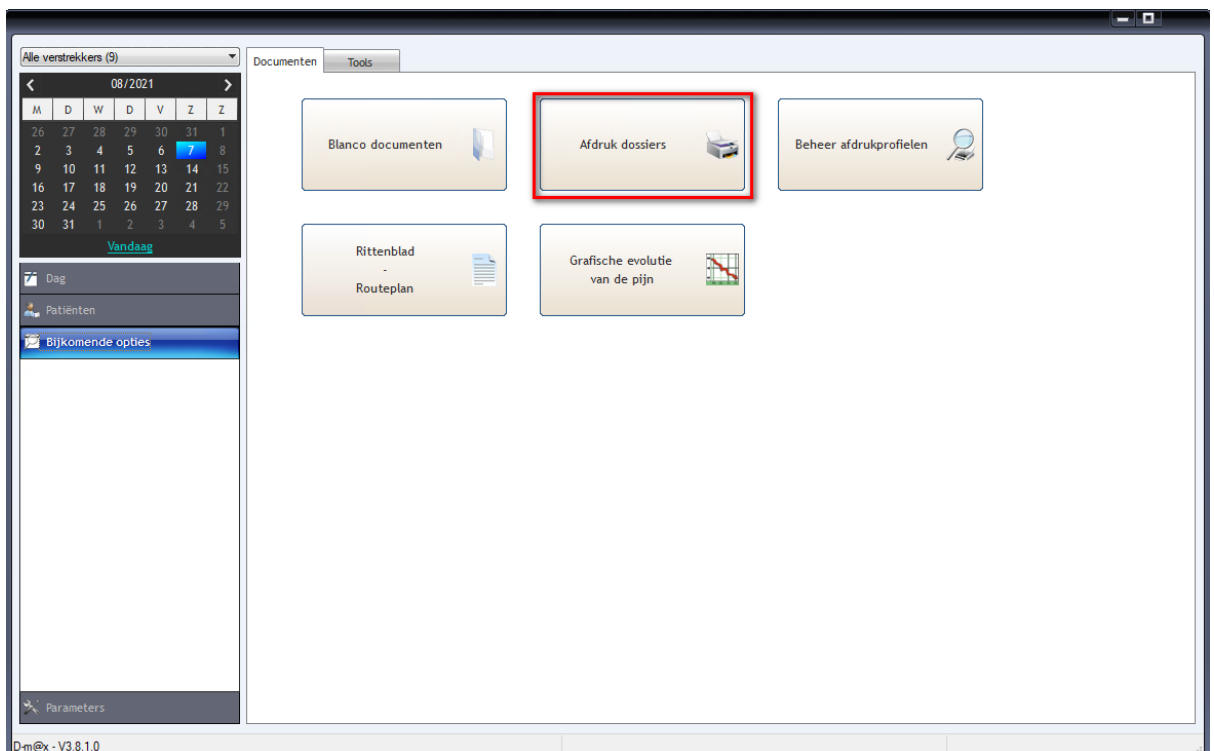 Alle verstrekkers (9)
08/2021
M D W D V Z Z
26 27 28 29 30 31 1
2 3 4 5 6 7 8
9 10 11 12 13 14 15
16 17 18 19 20 21 22
23 24 25 26 27 28 29
30 31 1 2 3 4 5
Vandaag
Dag
Patiënten
Bijkomende opties
Parameters
Documenten Tools
Blanco documenten
Afdruk dossiers
Beheer afdrukprofielen
Rittenblad
-
Routeplan
Grafische evolutie
van de pijn
D-m@x - V3.8.1.0